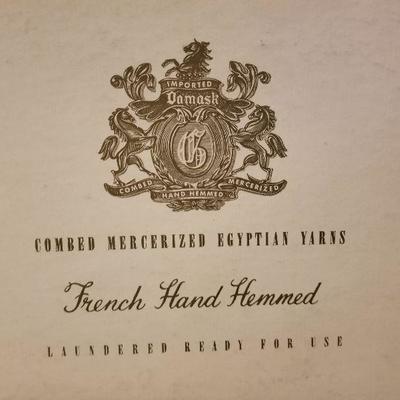 IMPORTED
Damask
G
COMBED HAND HEMMED MERCERIZED
COMBED MERCERIZED EGYPTIAN YARNS
French Hand Hemmed
LAUNDERED READY FOR USE